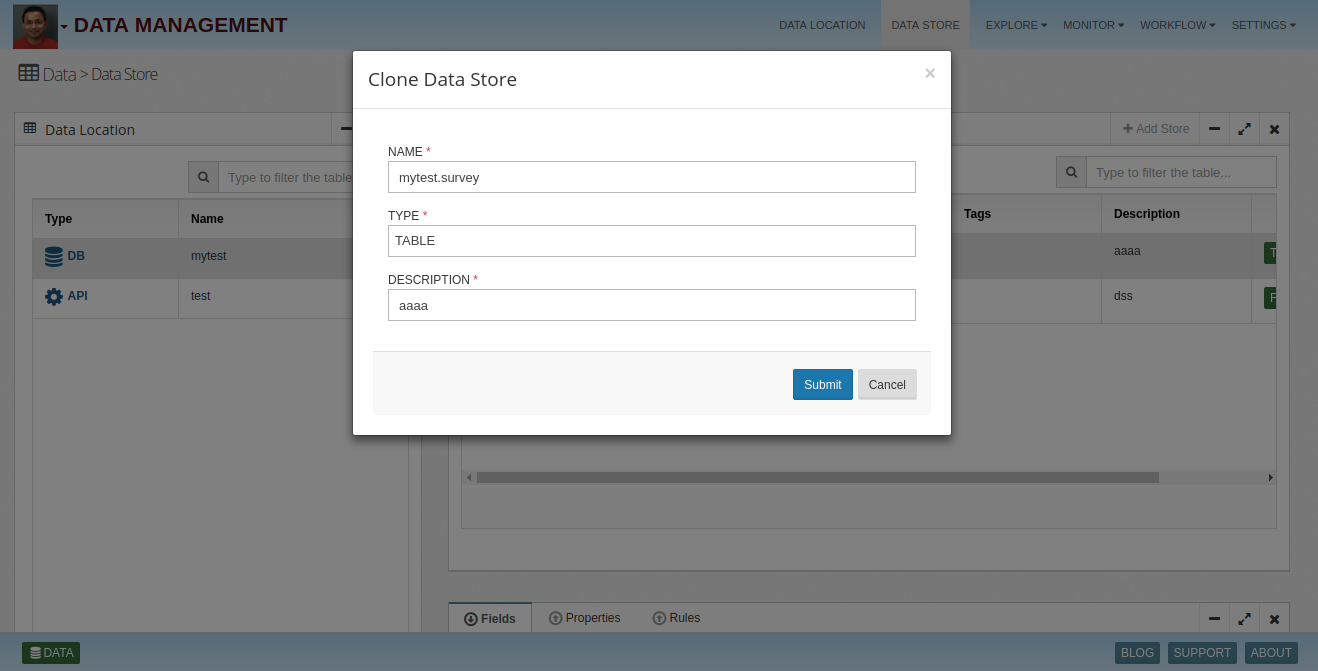 DATA MANAGEMENT
DATA LOCATION DATA STORE EXPLORE MONITOR WORKFLOW SETTINGS
Data > Data Store
Clone Data Store ×
Data Location
Add Store
NAME *
mytest.survey
Type to filter the table
Type to filter the table...
TYPE *
TABLE
Type Name
Tags Description
DB mytest
aaaa
DESCRIPTION *
aaaa
API test
dss
Submit Cancel
Fields Properties Rules
DATA
BLOG SUPPORT ABOUT